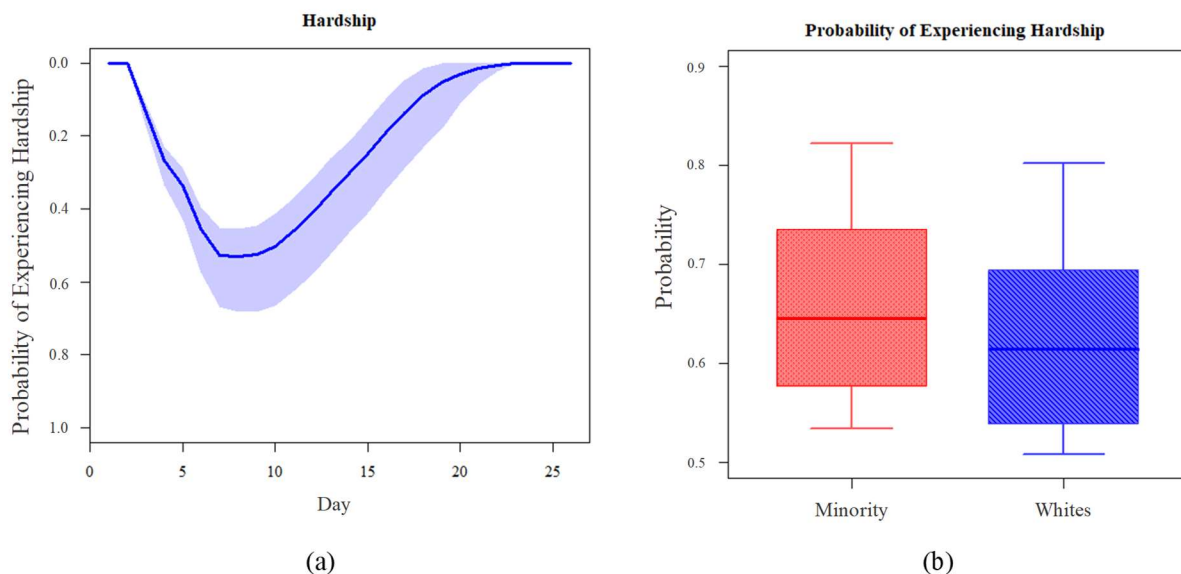 Hardship
Probability of Experiencing Hardship
0.0
0.2
0.4
0.6
0.8
1.0
0 5 10 15 20 25
Day
(a)
Probability of Experiencing Hardship
Probability
0.9
0.8
0.7
0.6
0.5
Minority Whites
(b)